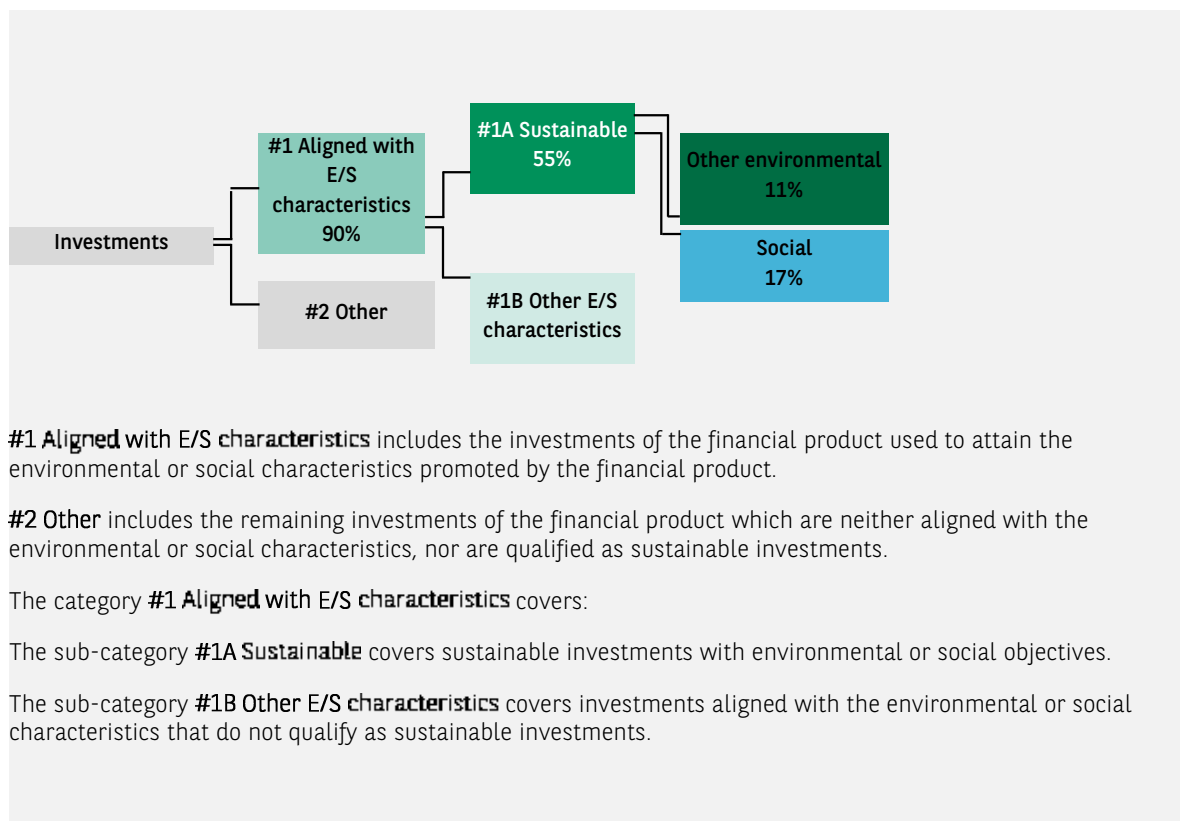 #1A Sustainable
55%
#1 Aligned with
E/S
characteristics
90%
Other environmental
11%
Investments
Social
17%
#2 Other
#1B Other E/S
characteristics
#1 Aligned with E/S characteristics includes the investments of the financial product used to attain the
environmental or social characteristics promoted by the financial product.
#2 Other includes the remaining investments of the financial product which are neither aligned with the
environmental or social characteristics, nor are qualified as sustainable investments.
The category #1 Aligned with E/S characteristics covers:
The sub-category #1A Sustainable covers sustainable investments with environmental or social objectives.
The sub-category #1B Other E/S characteristics covers investments aligned with the environmental or social
characteristics that do not qualify as sustainable investments.